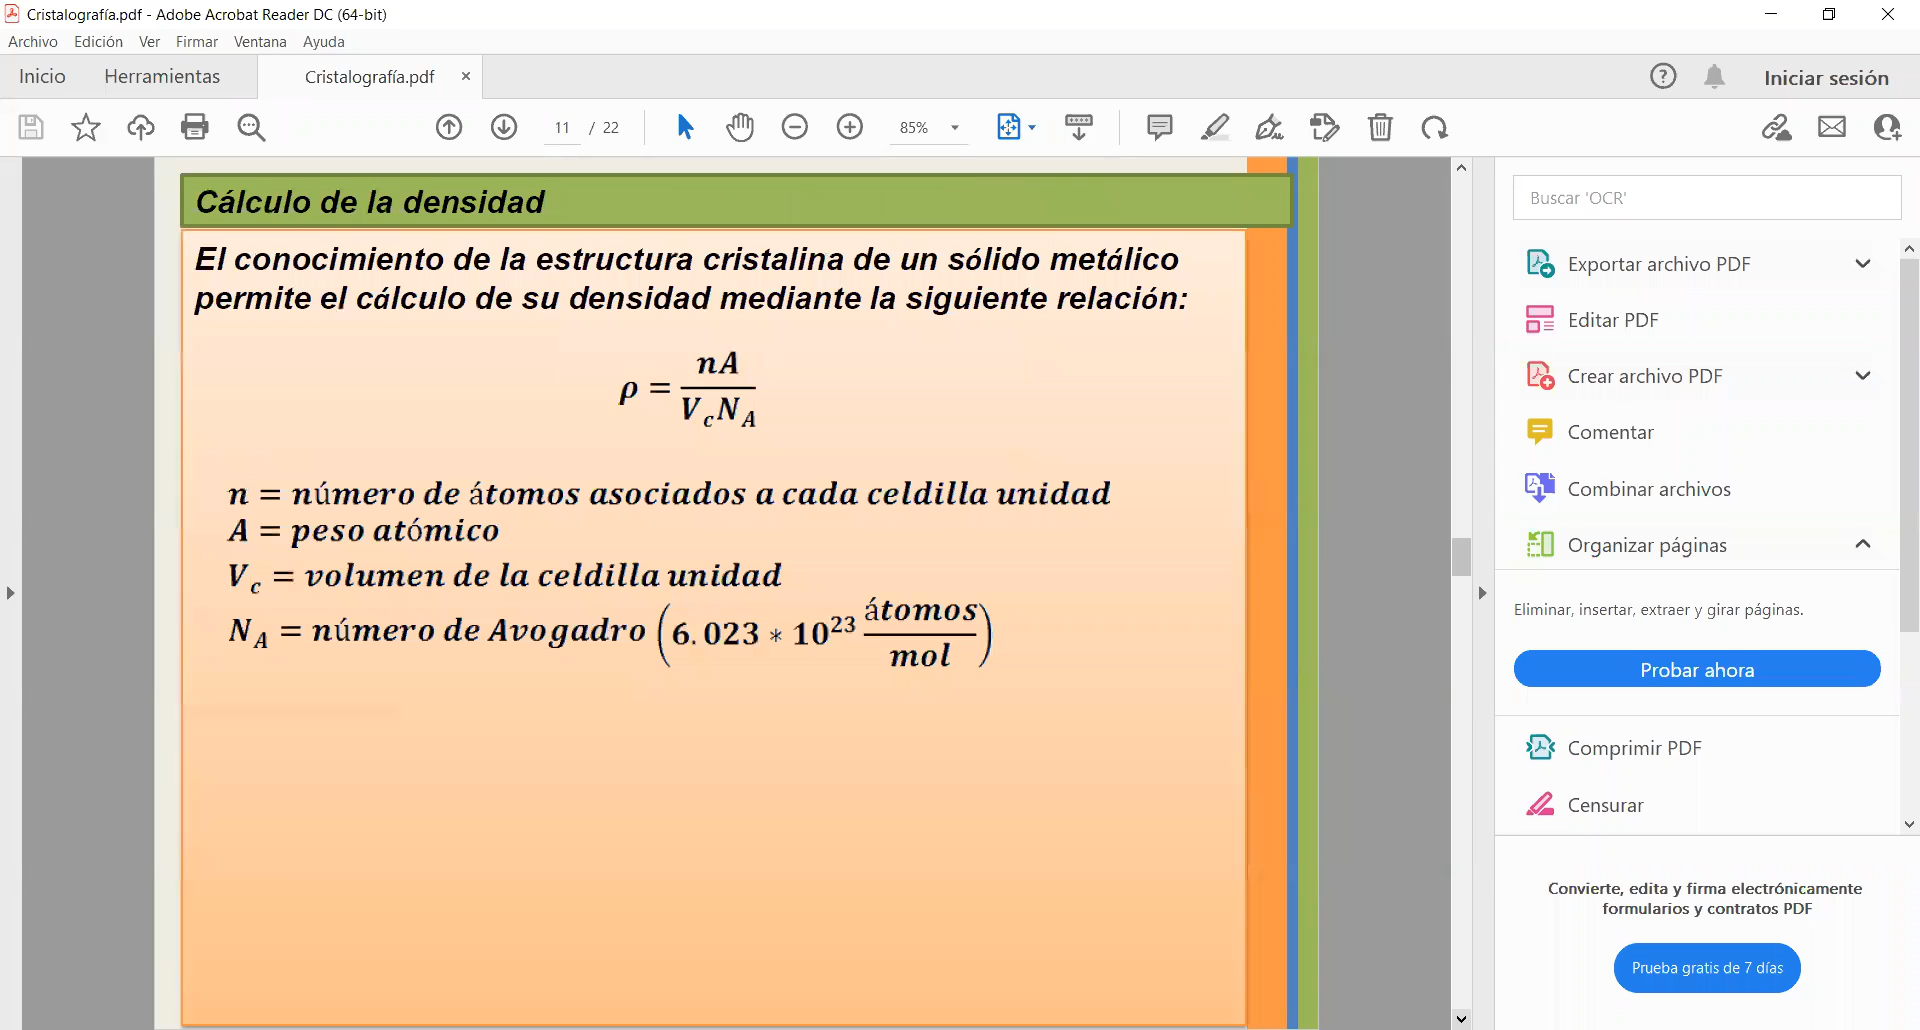 Cristalografía.pdf - Adobe Acrobat Reader DC (64-bit)
Archivo Edición Ver Firmar Ventana Ayuda
Inicio Herramientas Cristalografía.pdf × Iniciar sesión
11 / 22 85%
Cálculo de la densidad
El conocimiento de la estructura cristalina de un sólido metálico
permite el cálculo de su densidad mediante la siguiente relación:
ρ = nA / V_c N_A
n = número de átomos asociados a cada celdilla unidad
A = peso atómico
V_c = volumen de la celdilla unidad
N_A = número de Avogadro (6.023 * 10^23 átomos / mol)
Buscar 'OCR'
Exportar archivo PDF
Editar PDF
Crear archivo PDF
Comentar
Combinar archivos
Organizar páginas
Eliminar, insertar, extraer y girar páginas.
Probar ahora
Comprimir PDF
Censurar
Convierte, edita y firma electrónicamente
formularios y contratos PDF
Prueba gratis de 7 días